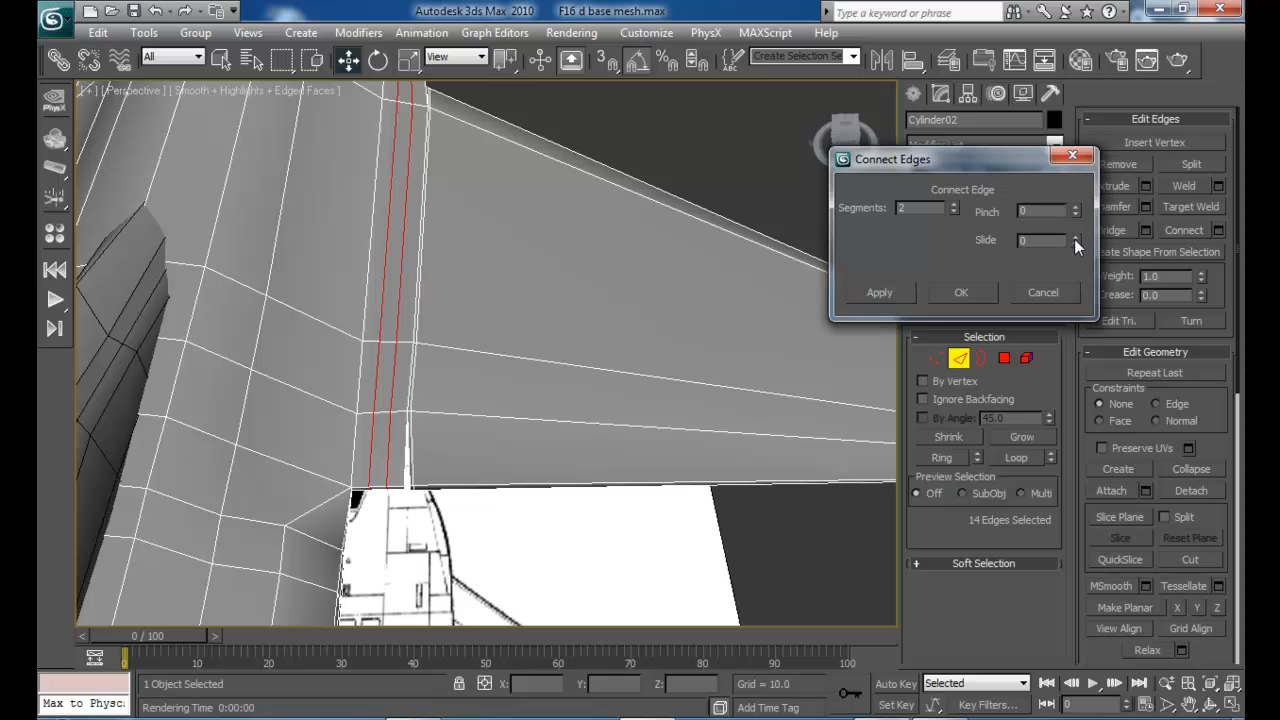 Autodesk 3ds Max 2010 F16 d base mesh.max
Type a keyword or phrase
Edit Tools Group Views Create Modifiers Animation Graph Editors Rendering Customize PhysX MAXScript Help
All View Create Selection Se
[ + ] [ Perspective ] [ Smooth + Highlights + Edged Faces ]
Cylinder02
Modifier List
Edit Edges
Insert Vertex
Remove Split
Extrude Weld
Chamfer Target Weld
Bridge Connect
Create Shape From Selection
Weight: 1.0
Crease: 0.0
Edit Tri. Turn
Connect Edges
Connect Edge
Segments: 2 Pinch 0
Slide 0
Apply OK Cancel
Selection
By Vertex
Ignore Backfacing
By Angle: 45.0
Shrink Grow
Ring Loop
Preview Selection
Off SubObj Multi
14 Edges Selected
Soft Selection
Edit Geometry
Repeat Last
Constraints
None Edge
Face Normal
Preserve UVs
Create Collapse
Attach Detach
Slice Plane Split
Slice Reset Plane
QuickSlice Cut
MSmooth Tessellate
Make Planar X Y Z
View Align Grid Align
Relax
PhysX
0 / 100
0 10 20 30 40 50 60 70 80 90 100
1 Object Selected X: Y: Z: Grid = 10.0 Auto Key Selected
Max to Physc: Rendering Time 0:00:00 Add Time Tag Set Key Key Filters... 0